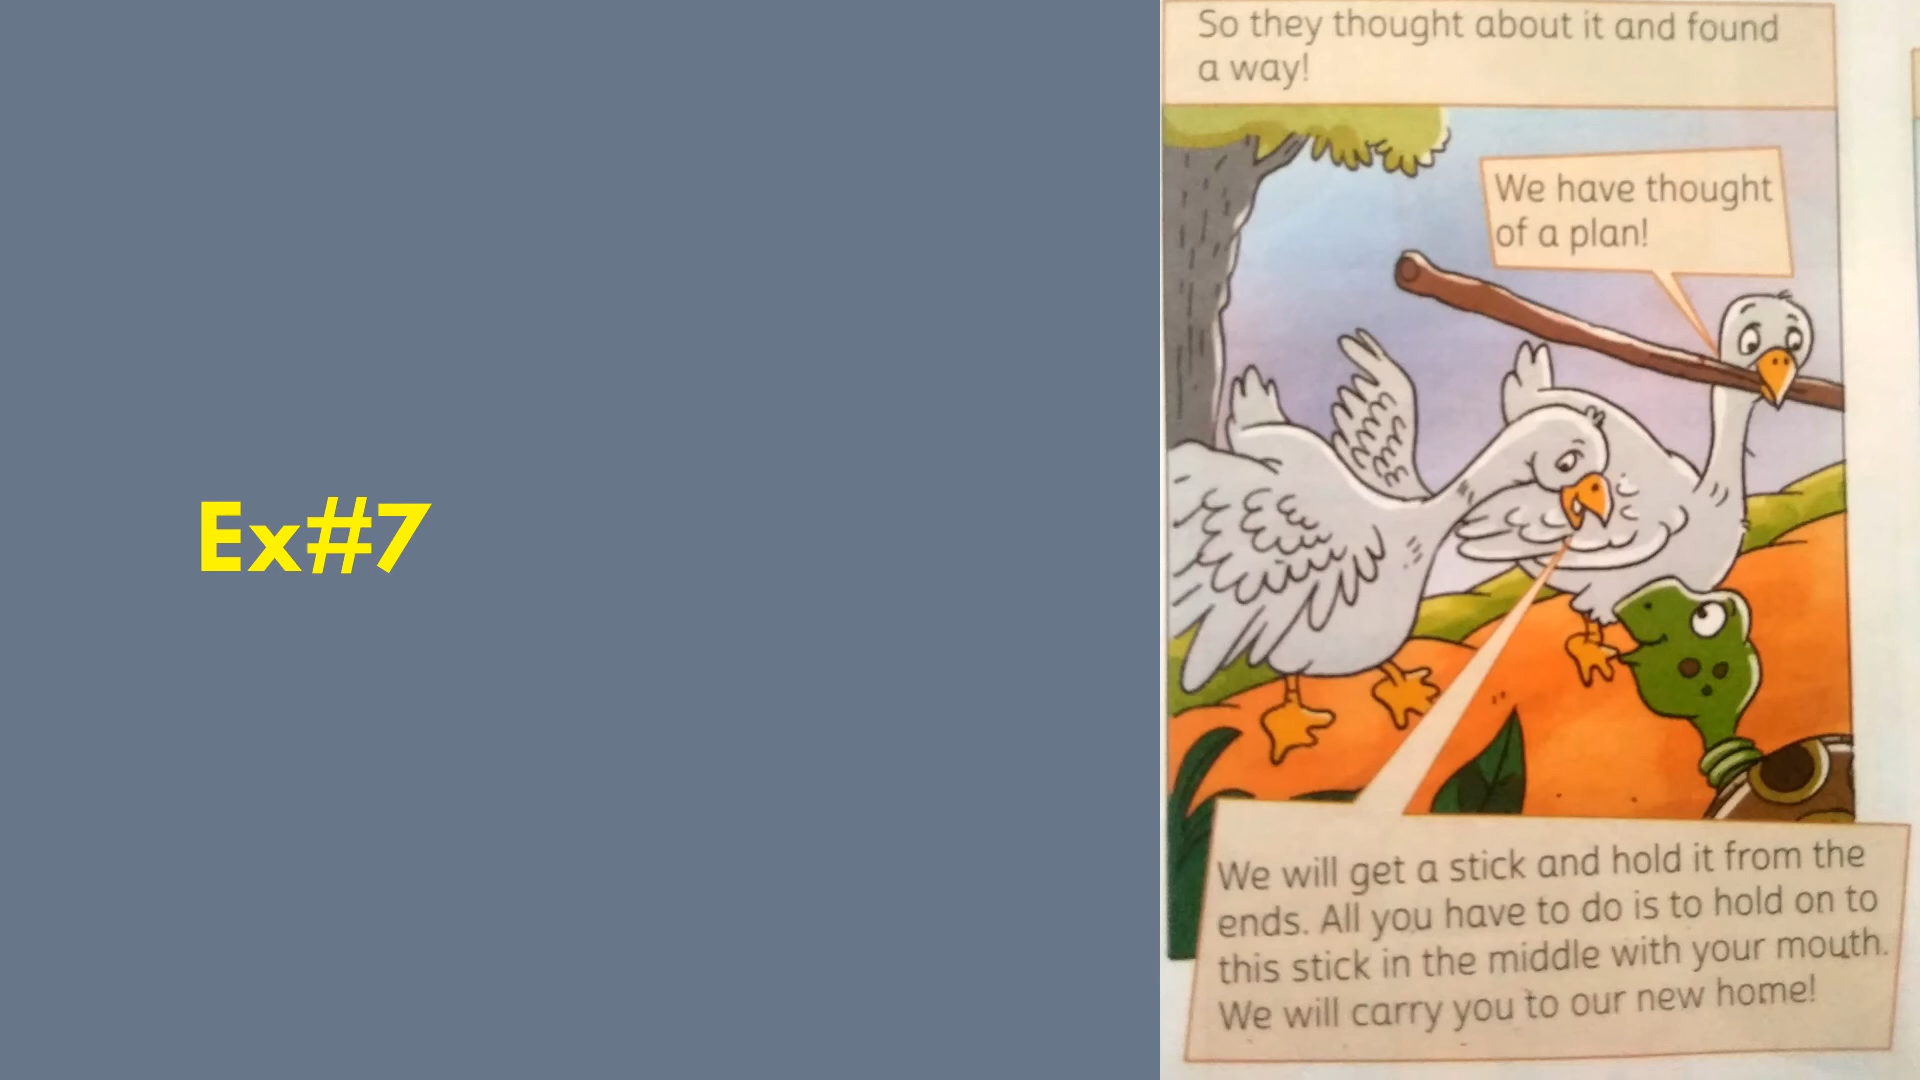 Ex#7
So they thought about it and found
a way!
We have thought
of a plan!
We will get a stick and hold it from the
ends. All you have to do is to hold on to
this stick in the middle with your mouth.
We will carry you to our new home!